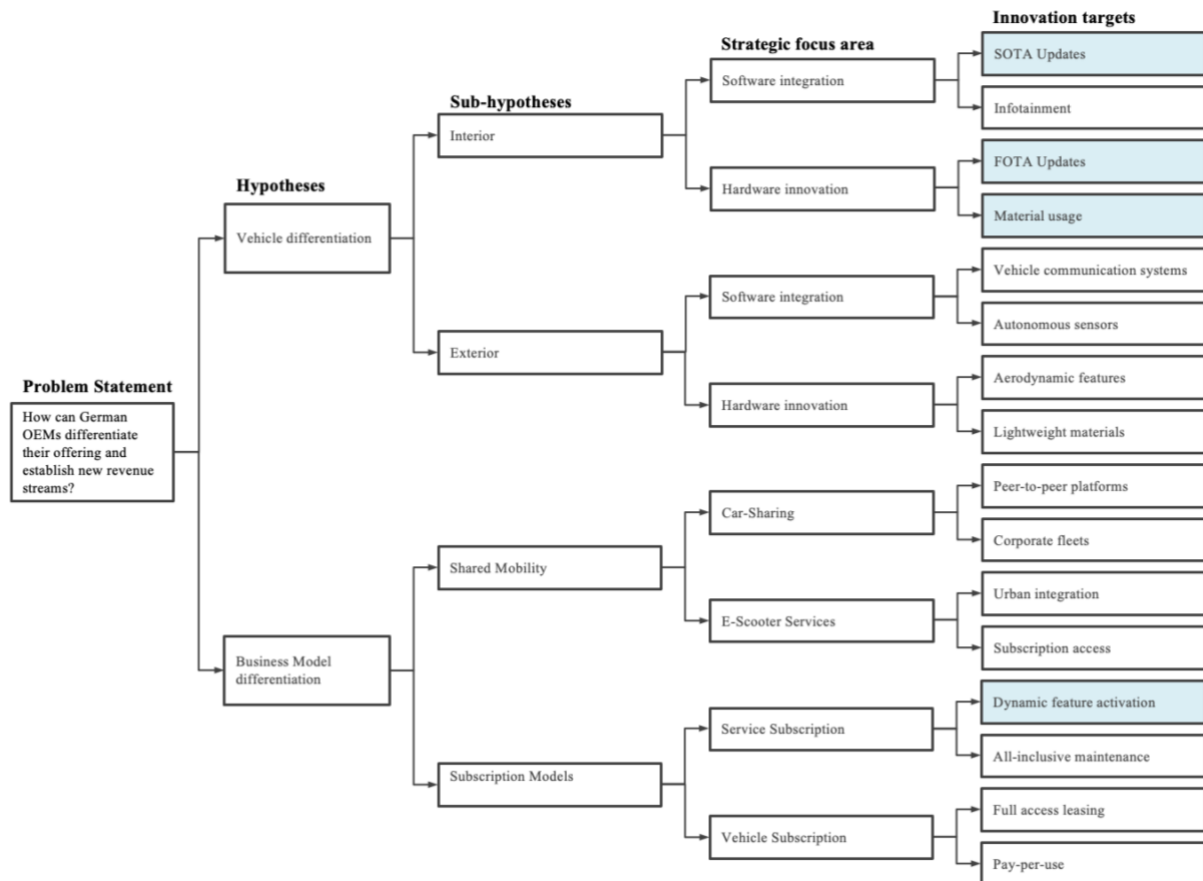 Innovation targets
Strategic focus area
SOTA Updates
Software integration
Sub-hypotheses
Infotainment
Interior
FOTA Updates
Hypotheses
Hardware innovation
Material usage
Vehicle differentiation
Vehicle communication systems
Software integration
Autonomous sensors
Exterior
Aerodynamic features
Problem Statement
Hardware innovation
How can German
OEMs differentiate
their offering and
establish new revenue
streams?
Lightweight materials
Peer-to-peer platforms
Car-Sharing
Corporate fleets
Shared Mobility
Urban integration
E-Scooter Services
Subscription access
Business Model
differentiation
Dynamic feature activation
Service Subscription
All-inclusive maintenance
Subscription Models
Full access leasing
Vehicle Subscription
Pay-per-use